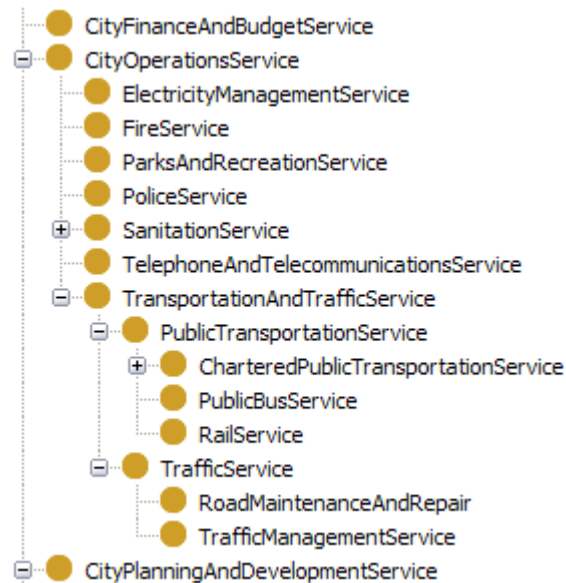 CityFinanceAndBudgetService
CityOperationsService
ElectricityManagementService
FireService
ParksAndRecreationService
PoliceService
SanitationService
TelephoneAndTelecommunicationsService
TransportationAndTrafficService
PublicTransportationService
CharteredPublicTransportationService
PublicBusService
RailService
TrafficService
RoadMaintenanceAndRepair
TrafficManagementService
CityPlanningAndDevelopmentService